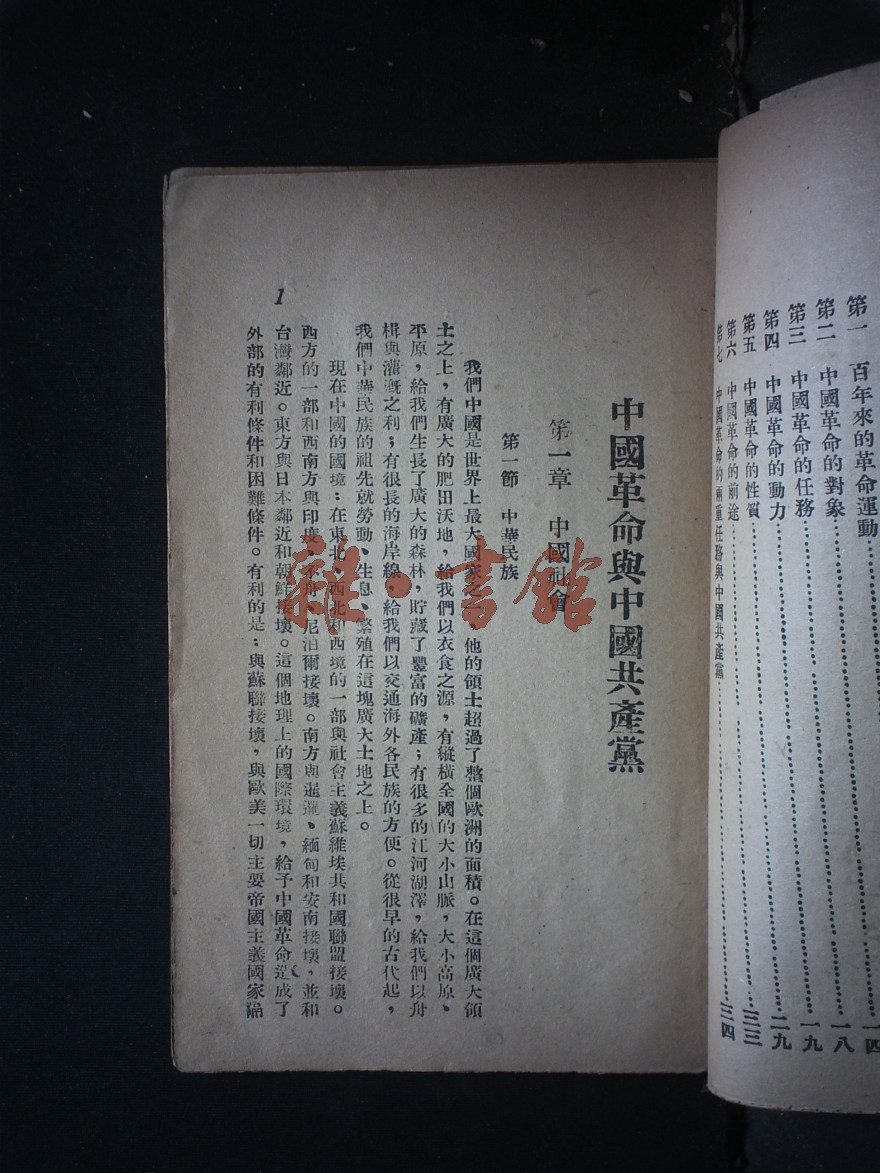 第一 百年來的革命運動……一四
第二 中國革命的對象……一八
第三 中國革命的任務……一九
第四 中國革命的動力……二九
第五 中國革命的性質……三三
第六 中國革命的前途……三四
第七 中國革命的兩重任務與中國共產黨……
中國革命與中國共產黨
第一章 中國社會
第一節 中華民族
我們中國是世界上最大國家之一,他的領土超過了整個歐洲的面積。在這個廣大領
土之上,有廣大的肥田沃地,給我們以衣食之源,有縱橫全國的大小山脈,大小高原、
平原,給我們生長了廣大的森林,貯藏了豐富的礦產;有很多的江河湖澤,給我們以舟
楫與灌溉之利;有很長的海岸線,給我們以交通海外各民族的方便。從很早的古代起,
我們中華民族的祖先就勞動、生息、繁殖在這塊廣大土地之上。
現在中國的國境:在東北、西北和西境的一部與社會主義蘇維埃共和國聯盟接壤。
西方的一部和西南方與印度、不丹、尼泊爾接壤。南方與暹邏、緬甸和安南接壤,並和
台灣鄰近。東方與日本鄰近和朝鮮接壤。這個地理上的國際環境,給予中國革命造成了
外部的有利條件和困難條件。有利的是:與蘇聯接壤,與歐美一切主要帝國主義國家隔
1
雜·書館